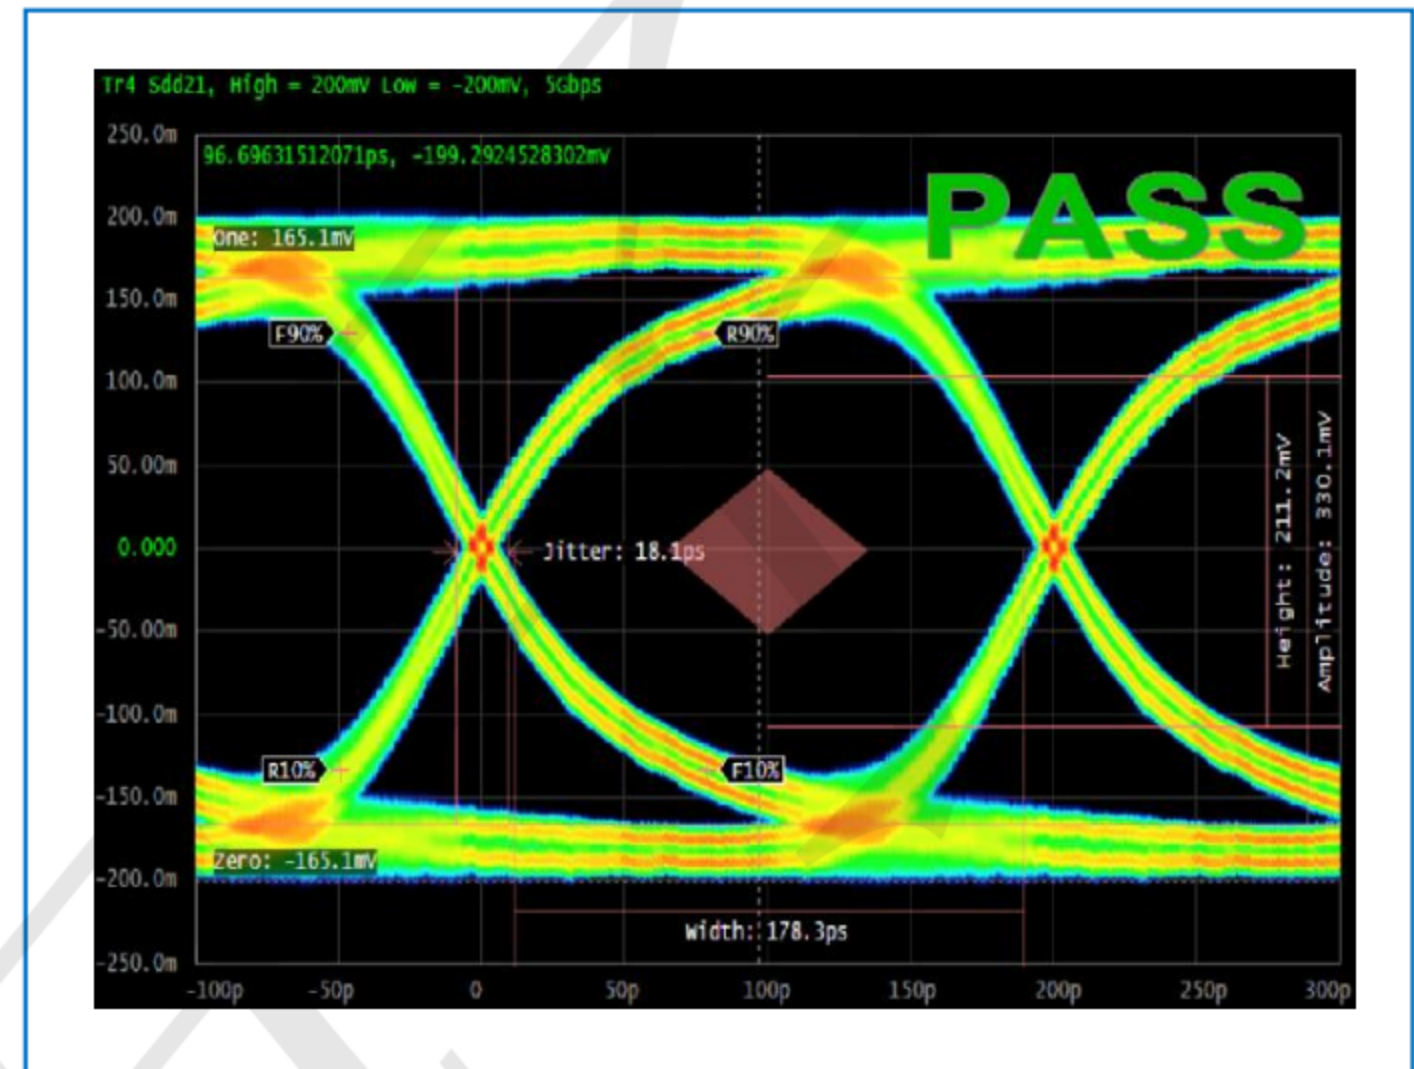 Tr4 Sdd21, High = 200mV Low = -200mV, 5Gbps
250.0m
96.69631512071ps, -199.2924528302mV
PASS
200.0m
One: 165.1mV
150.0m
F90%
R90%
100.0m
50.00m
0.000
Jitter: 18.1ps
Height: 211.2mV
Amplitude: 330.1mV
-50.00m
-100.0m
R10%
F10%
-150.0m
Zero: -165.1mV
-200.0m
Width: 178.3ps
-250.0m
-100p -50p 0 50p 100p 150p 200p 250p 300p